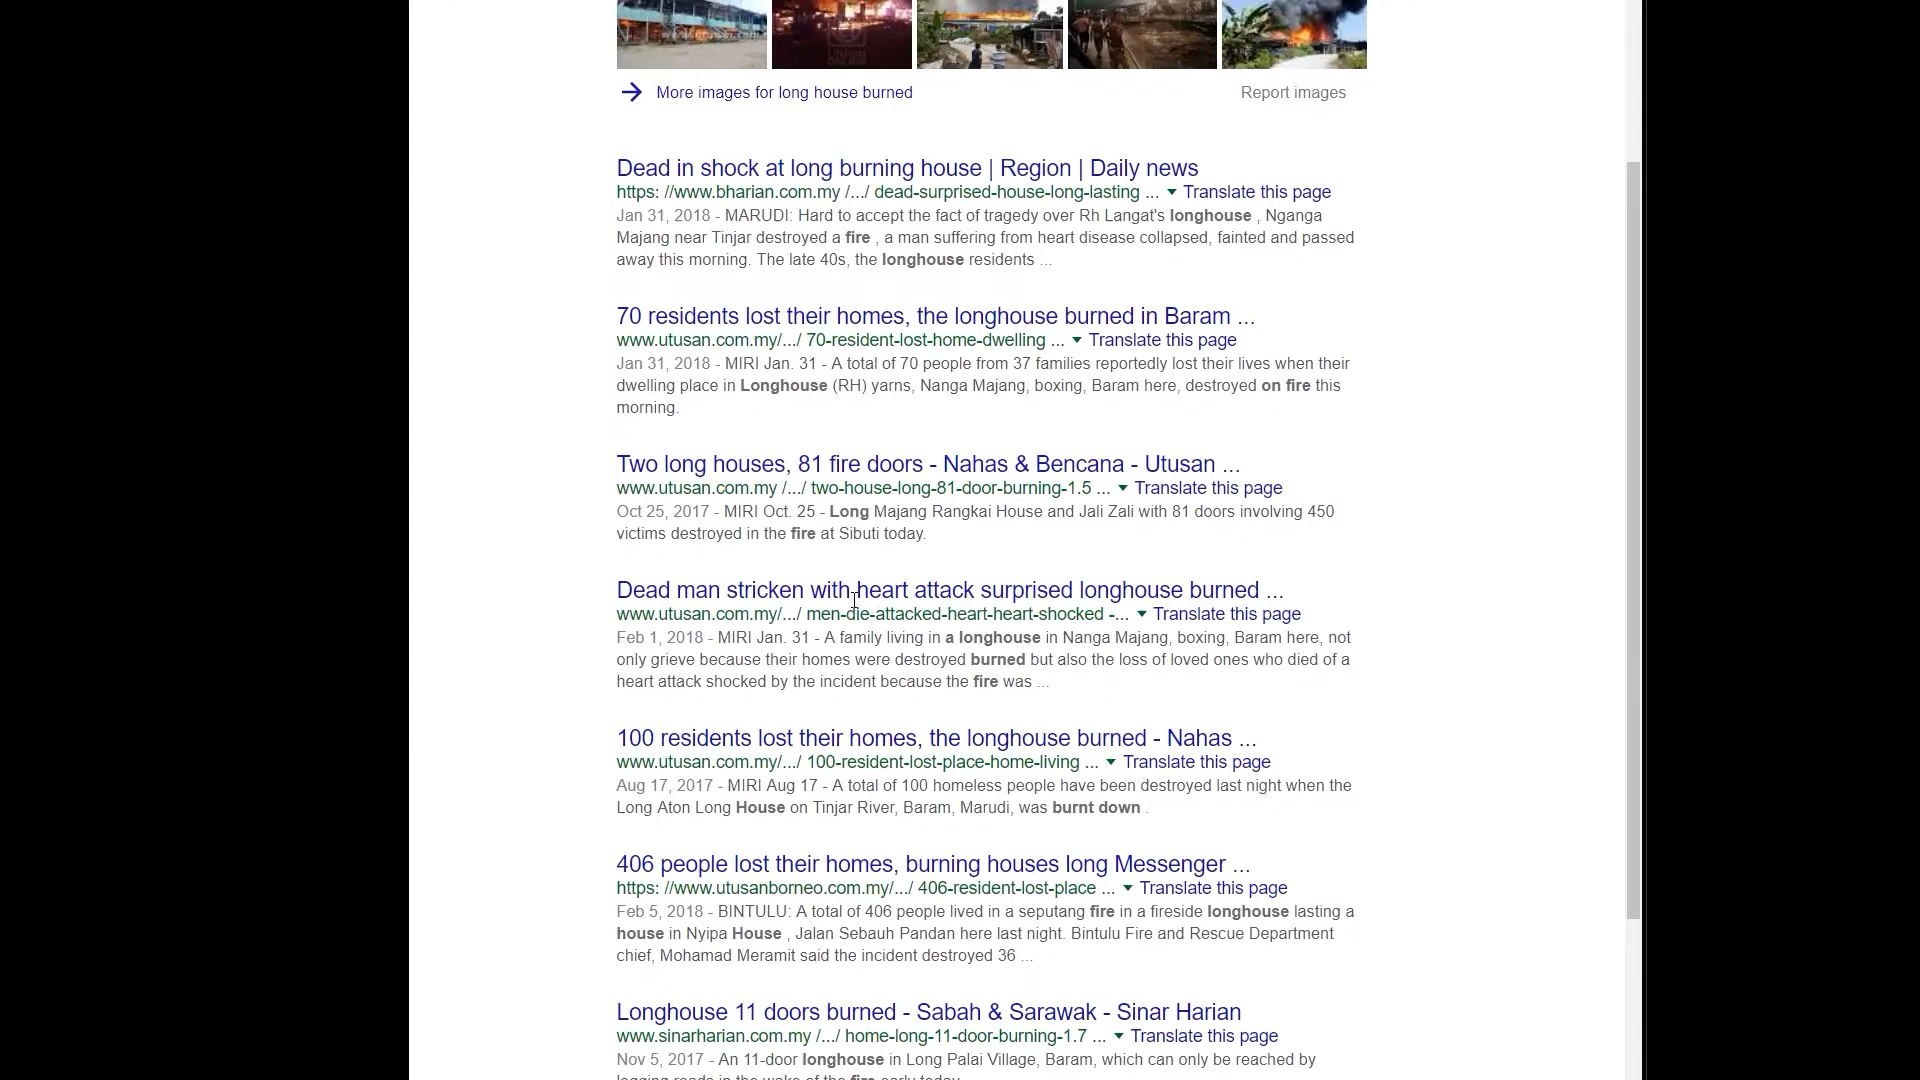 More images for long house burned
Report images
Dead in shock at long burning house | Region | Daily news
https: //www.bharian.com.my /.../ dead-surprised-house-long-lasting ... ▼ Translate this page
Jan 31, 2018 - MARUDI: Hard to accept the fact of tragedy over Rh Langat's longhouse , Nganga
Majang near Tinjar destroyed a fire , a man suffering from heart disease collapsed, fainted and passed
away this morning. The late 40s, the longhouse residents ...
70 residents lost their homes, the longhouse burned in Baram ...
www.utusan.com.my/.../ 70-resident-lost-home-dwelling ... ▼ Translate this page
Jan 31, 2018 - MIRI Jan. 31 - A total of 70 people from 37 families reportedly lost their lives when their
dwelling place in Longhouse (RH) yarns, Nanga Majang, boxing, Baram here, destroyed on fire this
morning.
Two long houses, 81 fire doors - Nahas & Bencana - Utusan ...
www.utusan.com.my /.../ two-house-long-81-door-burning-1.5 ... ▼ Translate this page
Oct 25, 2017 - MIRI Oct. 25 - Long Majang Rangkai House and Jali Zali with 81 doors involving 450
victims destroyed in the fire at Sibuti today.
Dead man stricken with heart attack surprised longhouse burned ...
www.utusan.com.my/.../ men-die-attacked-heart-heart-shocked -... ▼ Translate this page
Feb 1, 2018 - MIRI Jan. 31 - A family living in a longhouse in Nanga Majang, boxing, Baram here, not
only grieve because their homes were destroyed burned but also the loss of loved ones who died of a
heart attack shocked by the incident because the fire was ...
100 residents lost their homes, the longhouse burned - Nahas ...
www.utusan.com.my/.../ 100-resident-lost-place-home-living ... ▼ Translate this page
Aug 17, 2017 - MIRI Aug 17 - A total of 100 homeless people have been destroyed last night when the
Long Aton Long House on Tinjar River, Baram, Marudi, was burnt down .
406 people lost their homes, burning houses long Messenger ...
https: //www.utusanborneo.com.my/.../ 406-resident-lost-place ... ▼ Translate this page
Feb 5, 2018 - BINTULU: A total of 406 people lived in a seputang fire in a fireside longhouse lasting a
house in Nyipa House , Jalan Sebauh Pandan here last night. Bintulu Fire and Rescue Department
chief, Mohamad Meramit said the incident destroyed 36 ...
Longhouse 11 doors burned - Sabah & Sarawak - Sinar Harian
www.sinarharian.com.my /.../ home-long-11-door-burning-1.7 ... ▼ Translate this page
Nov 5, 2017 - An 11-door longhouse in Long Palai Village, Baram, which can only be reached by
logging roads in the wake of the fire early today